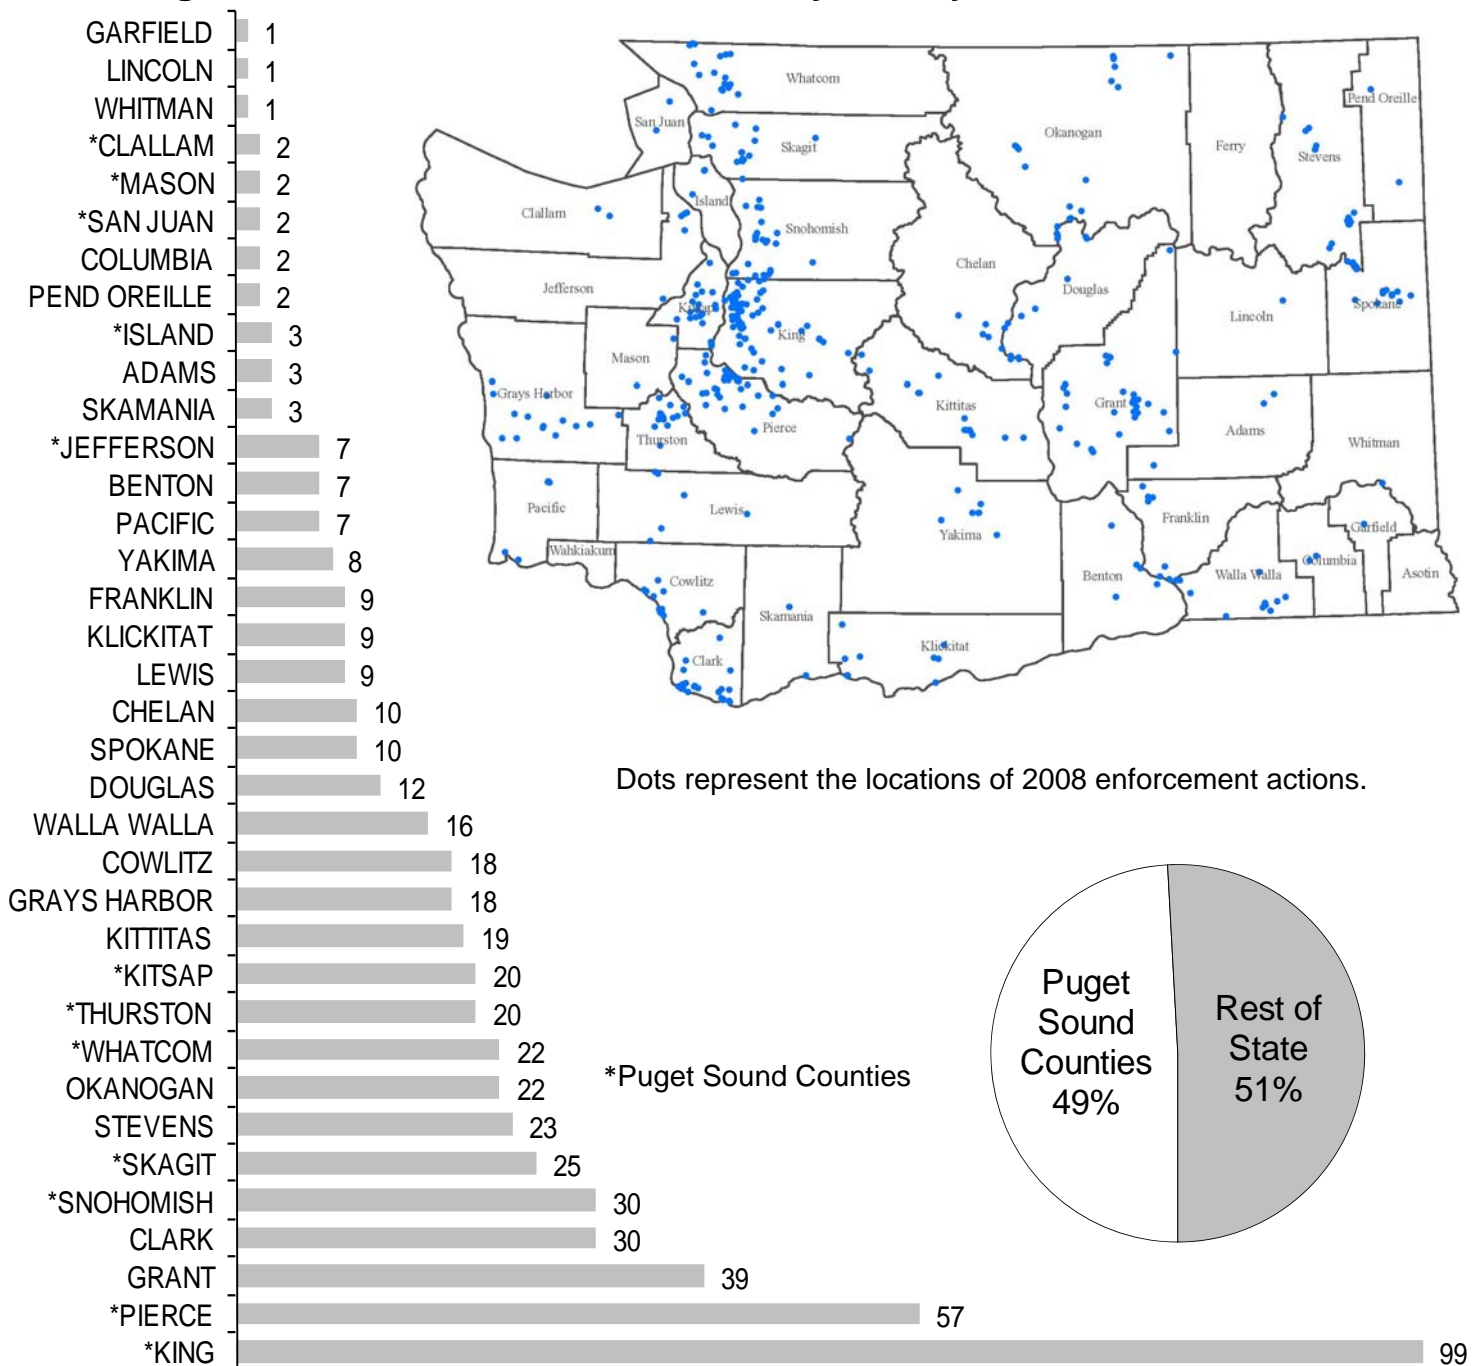 GARFIELD 1
LINCOLN 1
WHITMAN 1
*CLALLAM 2
*MASON 2
*SAN JUAN 2
COLUMBIA 2
PEND OREILLE 2
*ISLAND 3
ADAMS 3
SKAMANIA 3
*JEFFERSON 7
BENTON 7
PACIFIC 7
YAKIMA 8
FRANKLIN 9
KLICKITAT 9
LEWIS 9
CHELAN 10
SPOKANE 10
DOUGLAS 12
WALLA WALLA 16
COWLITZ 18
GRAYS HARBOR 18
KITTITAS 19
*KITSAP 20
*THURSTON 20
*WHATCOM 22
OKANOGAN 22
STEVENS 23
*SKAGIT 25
*SNOHOMISH 30
CLARK 30
GRANT 39
*PIERCE 57
*KING 99
Whatcom
San Juan
Skagit
Okanogan
Ferry
Stevens
Pend Oreille
Clallam
Island
Snohomish
Chelan
Jefferson
Kitsap
King
Douglas
Lincoln
Spokane
Mason
Grays Harbor
Thurston
Pierce
Kittitas
Grant
Adams
Whitman
Pacific
Lewis
Yakima
Franklin
Garfield
Wahkiakum
Cowlitz
Skamania
Benton
Walla Walla
Columbia
Asotin
Clark
Klickitat
Dots represent the locations of 2008 enforcement actions.
*Puget Sound Counties
Puget
Sound
Counties
49%
Rest of
State
51%